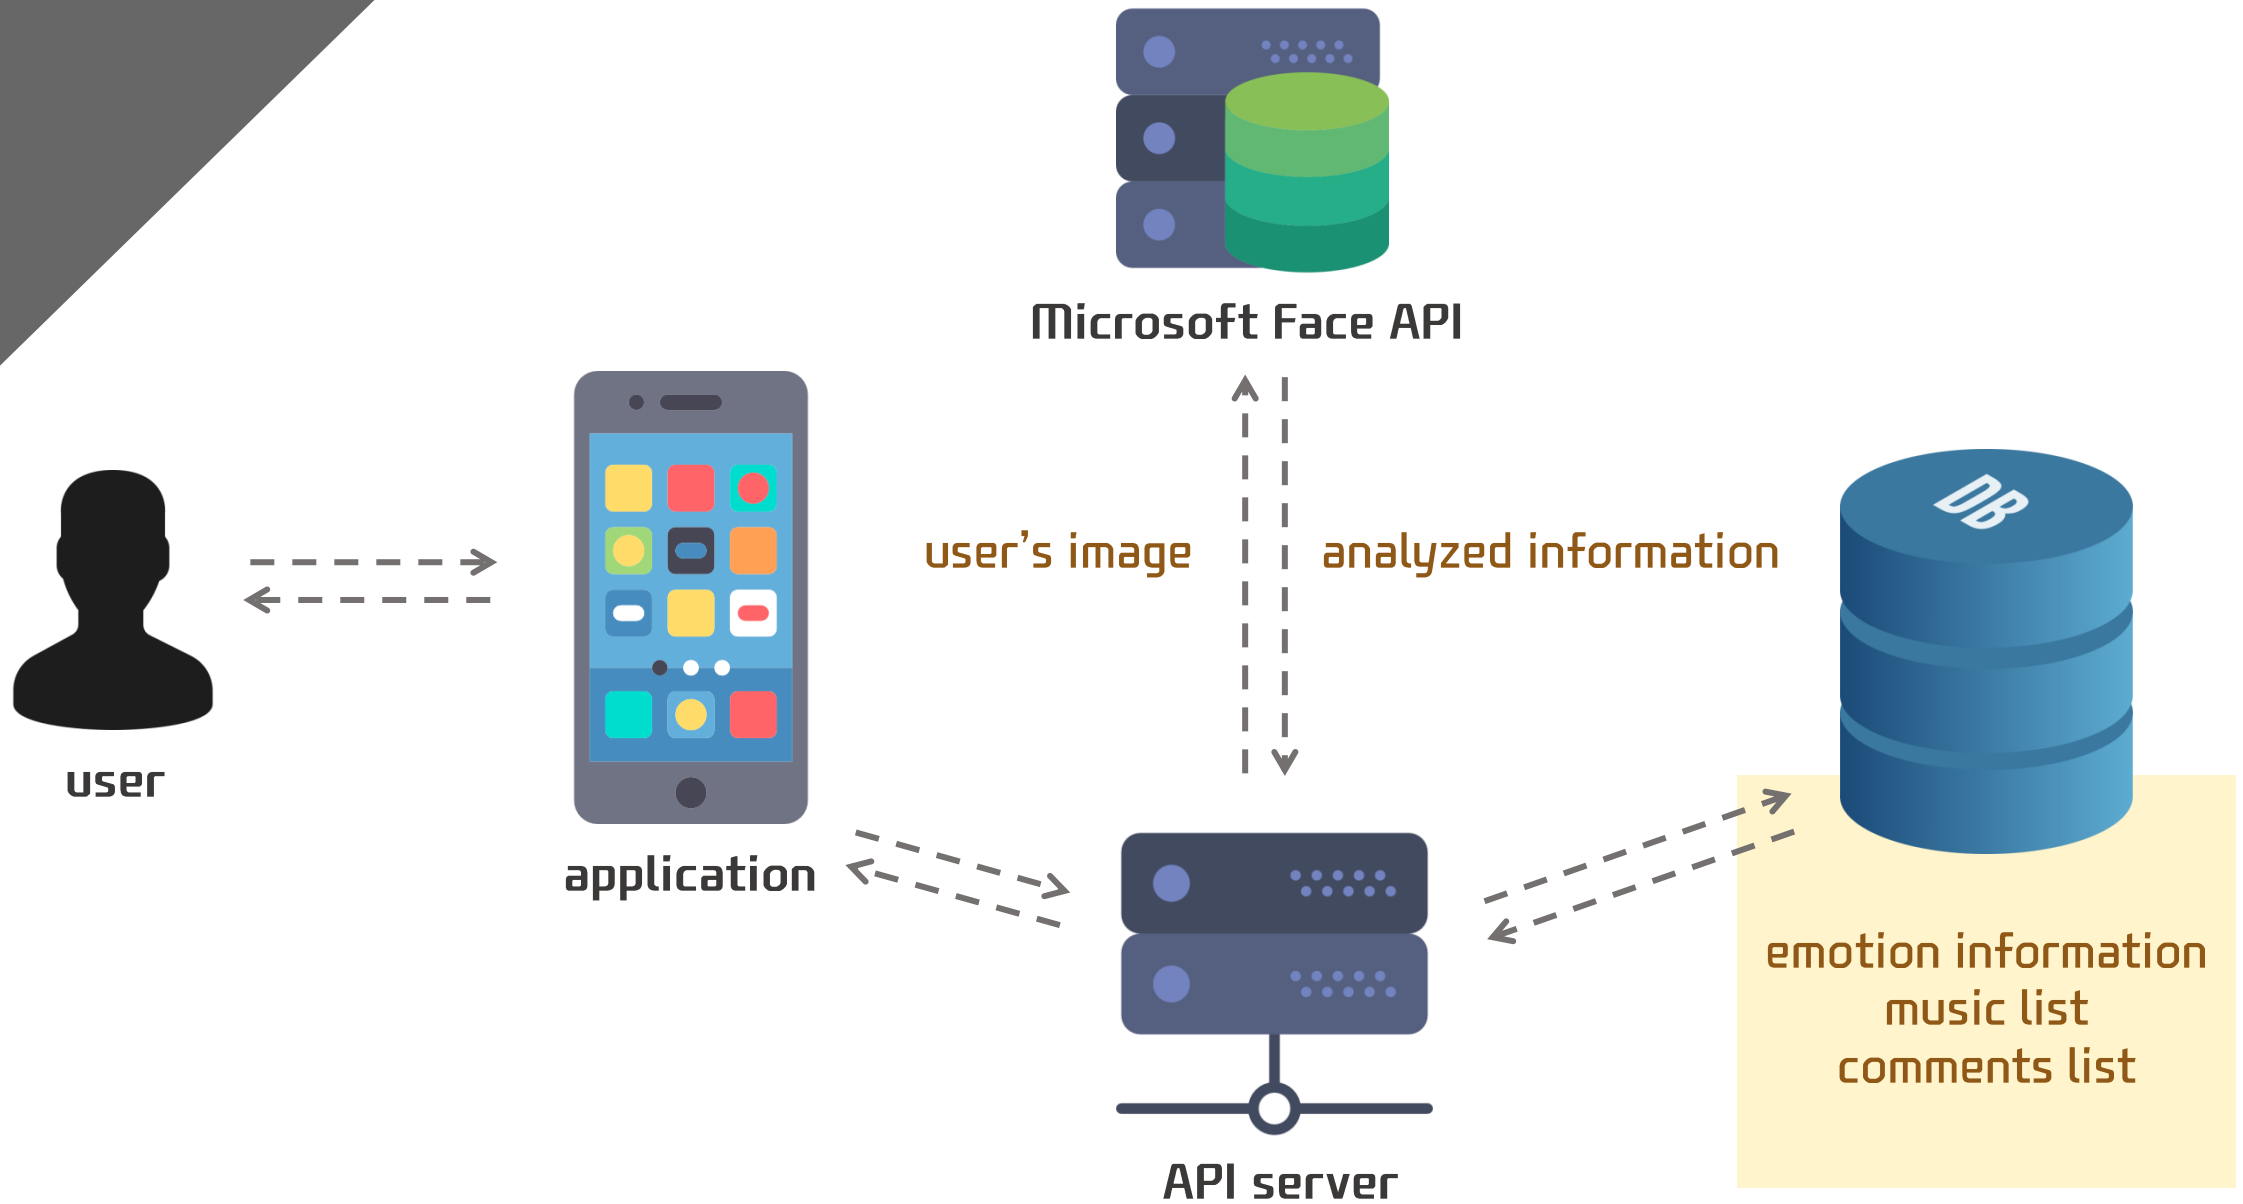 Microsoft Face API
user's image
analyzed information
DB
user
application
emotion information
music list
comments list
API server